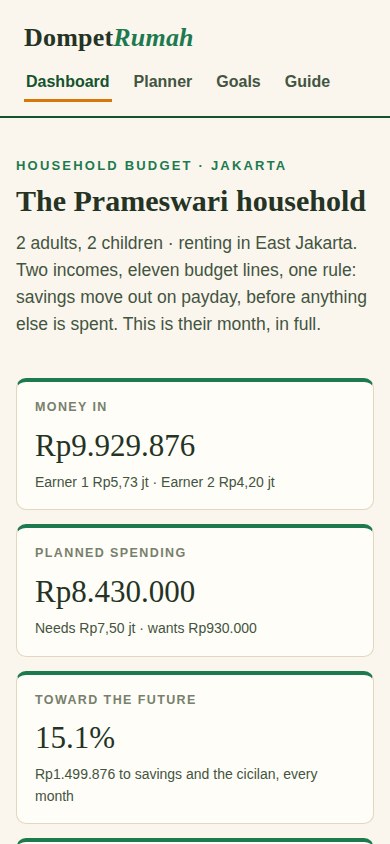 DompetRumah
Dashboard Planner Goals Guide
HOUSEHOLD BUDGET · JAKARTA
The Prameswari household
2 adults, 2 children · renting in East Jakarta.
Two incomes, eleven budget lines, one rule:
savings move out on payday, before anything
else is spent. This is their month, in full.
MONEY IN
Rp9.929.876
Earner 1 Rp5,73 jt · Earner 2 Rp4,20 jt
PLANNED SPENDING
Rp8.430.000
Needs Rp7,50 jt · wants Rp930.000
TOWARD THE FUTURE
15.1%
Rp1.499.876 to savings and the cicilan, every
month